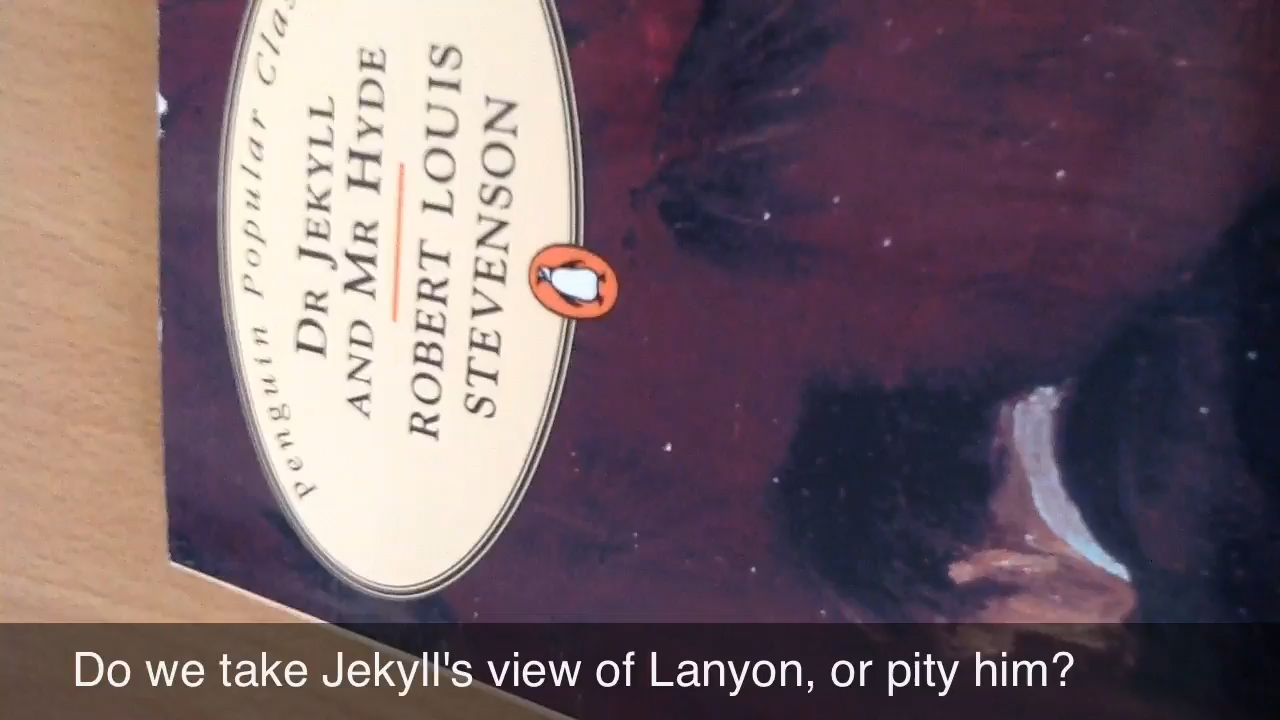 Penguin Popular
DR JEKYLL
AND MR HYDE
ROBERT LOUIS
STEVENSON
Do we take Jekyll's view of Lanyon, or pity him?